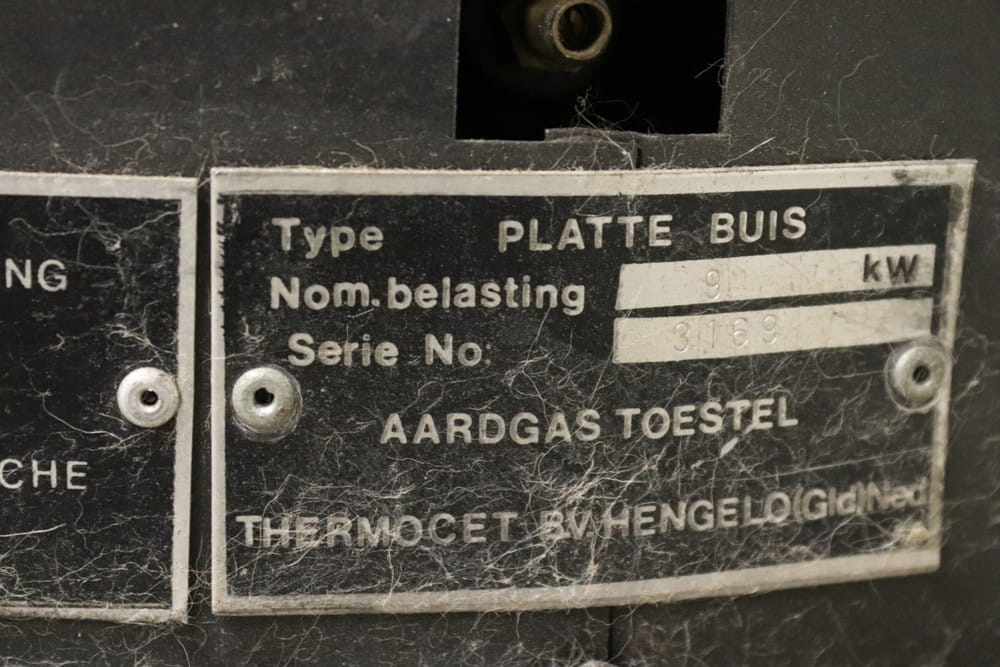 NG
CHE
Type PLATTE BUIS
Nom.belasting 9 kW
Serie No: 3169
AARDGAS TOESTEL
THERMOCET BV HENGELO(Gld)Ned